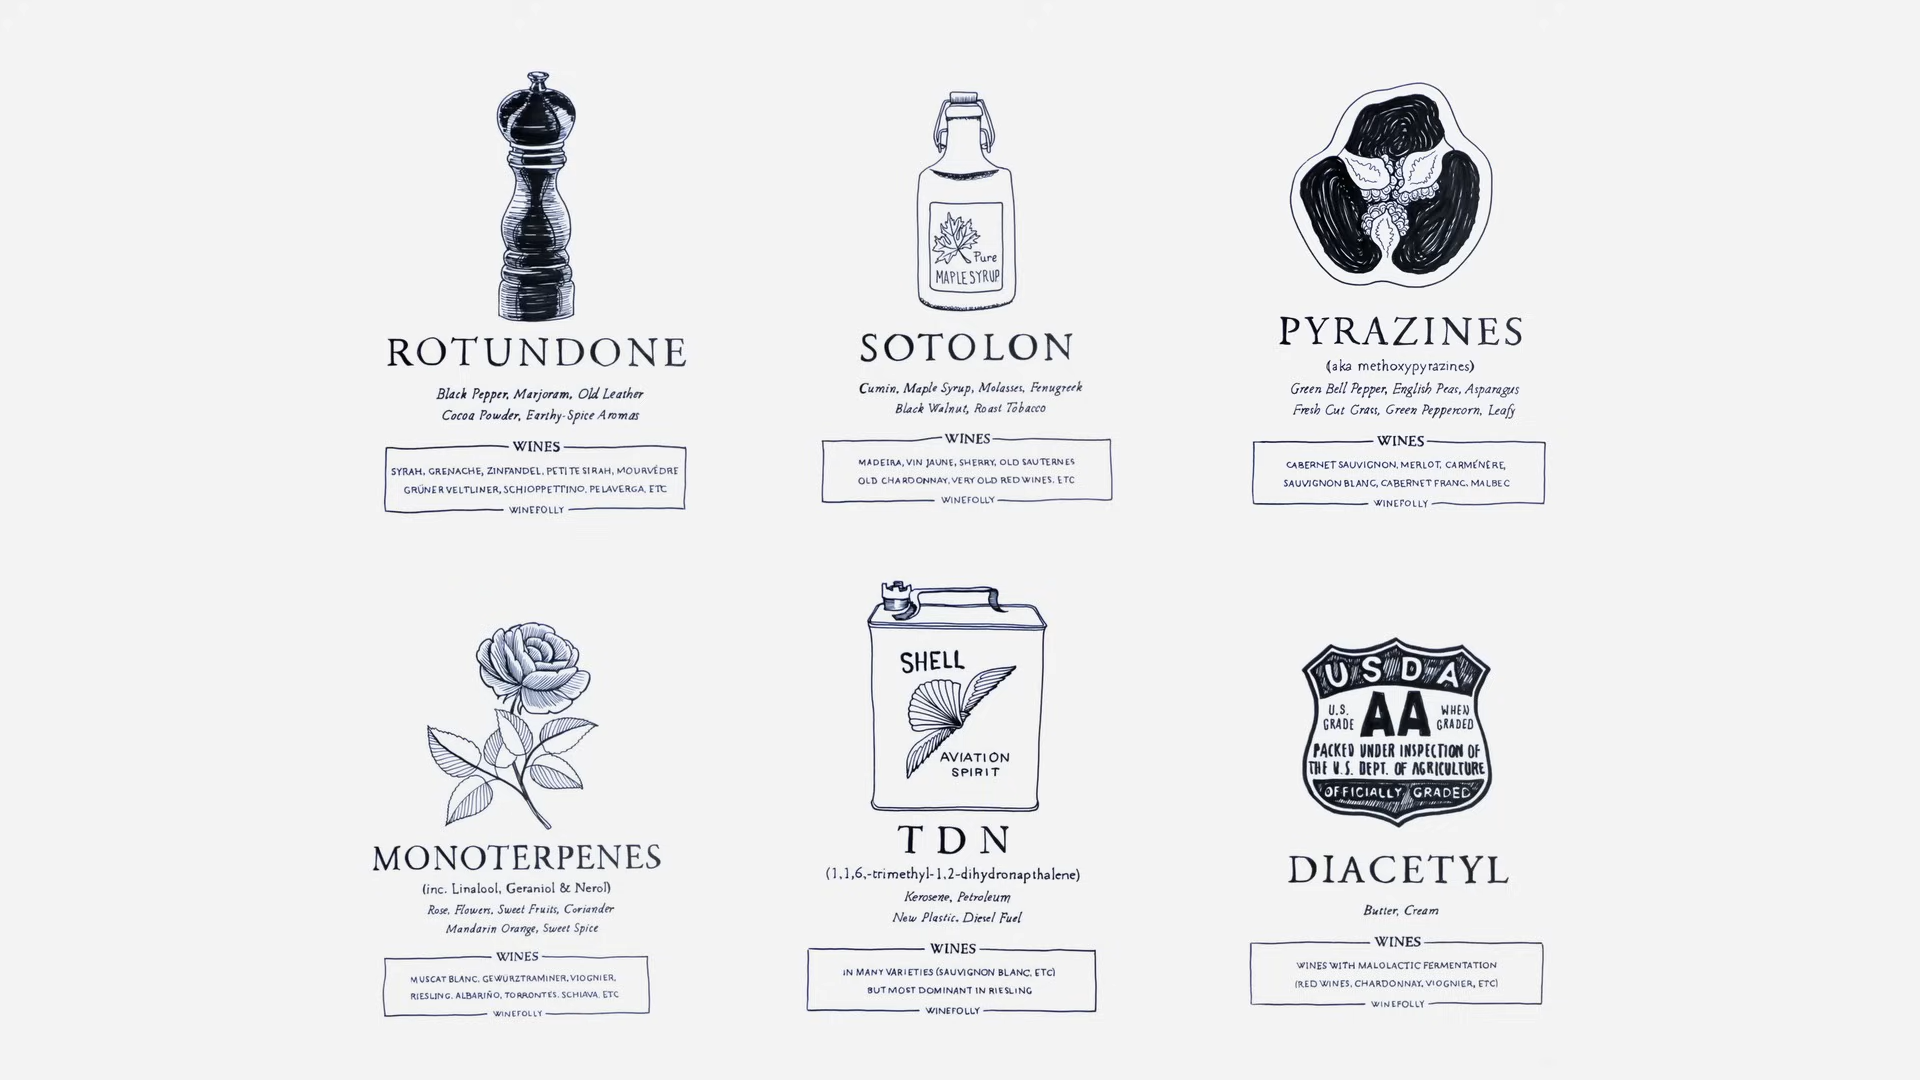 ROTUNDONE
Black Pepper, Marjoram, Old Leather
Cocoa Powder, Earthy-Spice Aromas
WINES
SYRAH, GRENACHE, ZINFANDEL, PETITE SIRAH, MOURVÈDRE
GRÜNER VELTLINER, SCHIOPPETTINO, PELAVERGA, ETC
WINEFOLLY
Pure
MAPLE SYRUP
SOTOLON
Cumin, Maple Syrup, Molasses, Fenugreek
Black Walnut, Roast Tobacco
WINES
MADEIRA, VIN JAUNE, SHERRY, OLD SAUTERNES
OLD CHARDONNAY, VERY OLD RED WINES, ETC
WINEFOLLY
PYRAZINES
(aka methoxypyrazines)
Green Bell Pepper, English Peas, Asparagus
Fresh Cut Grass, Green Peppercorn, Leafy
WINES
CABERNET SAUVIGNON, MERLOT, CARMÉNÈRE,
SAUVIGNON BLANC, CABERNET FRANC, MALBEC
WINEFOLLY
MONOTERPENES
(inc. Linalool, Geraniol & Nerol)
Rose, Flowers, Sweet Fruits, Coriander
Mandarin Orange, Sweet Spice
WINES
MUSCAT BLANC, GEWÜRZTRAMINER, VIOGNIER,
RIESLING, ALBARIÑO, TORRONTÉS, SCHIAVA, ETC
WINEFOLLY
SHELL
AVIATION
SPIRIT
TDN
(1,1,6,-trimethyl-1,2-dihydronapthalene)
Kerosene, Petroleum
New Plastic, Diesel Fuel
WINES
IN MANY VARIETIES (SAUVIGNON BLANC, ETC)
BUT MOST DOMINANT IN RIESLING
WINEFOLLY
USDA
U.S. GRADE AA WHEN GRADED
PACKED UNDER INSPECTION OF
THE U.S. DEPT. OF AGRICULTURE
OFFICIALLY GRADED
DIACETYL
Butter, Cream
WINES
WINES WITH MALOLACTIC FERMENTATION
(RED WINES, CHARDONNAY, VIOGNIER, ETC)
WINEFOLLY